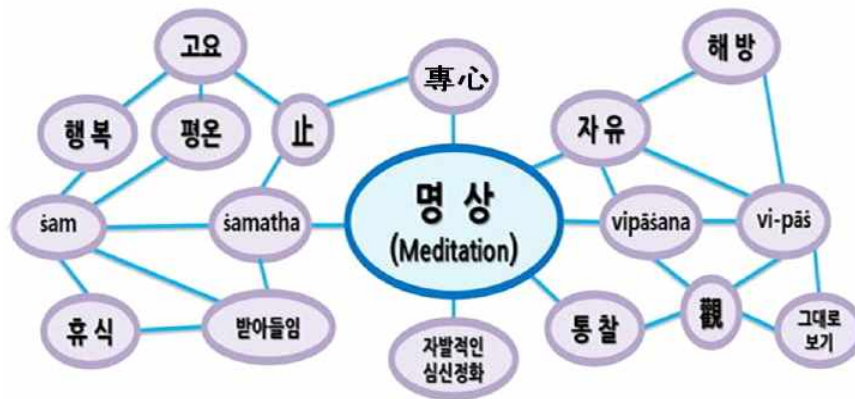 고요
專心
해방
행복
평온
止
자유
명상
(Meditation)
śam
śamatha
vipāśana
vi-pāś
휴식
받아들임
자발적인
심신정화
통찰
觀
그대로
보기